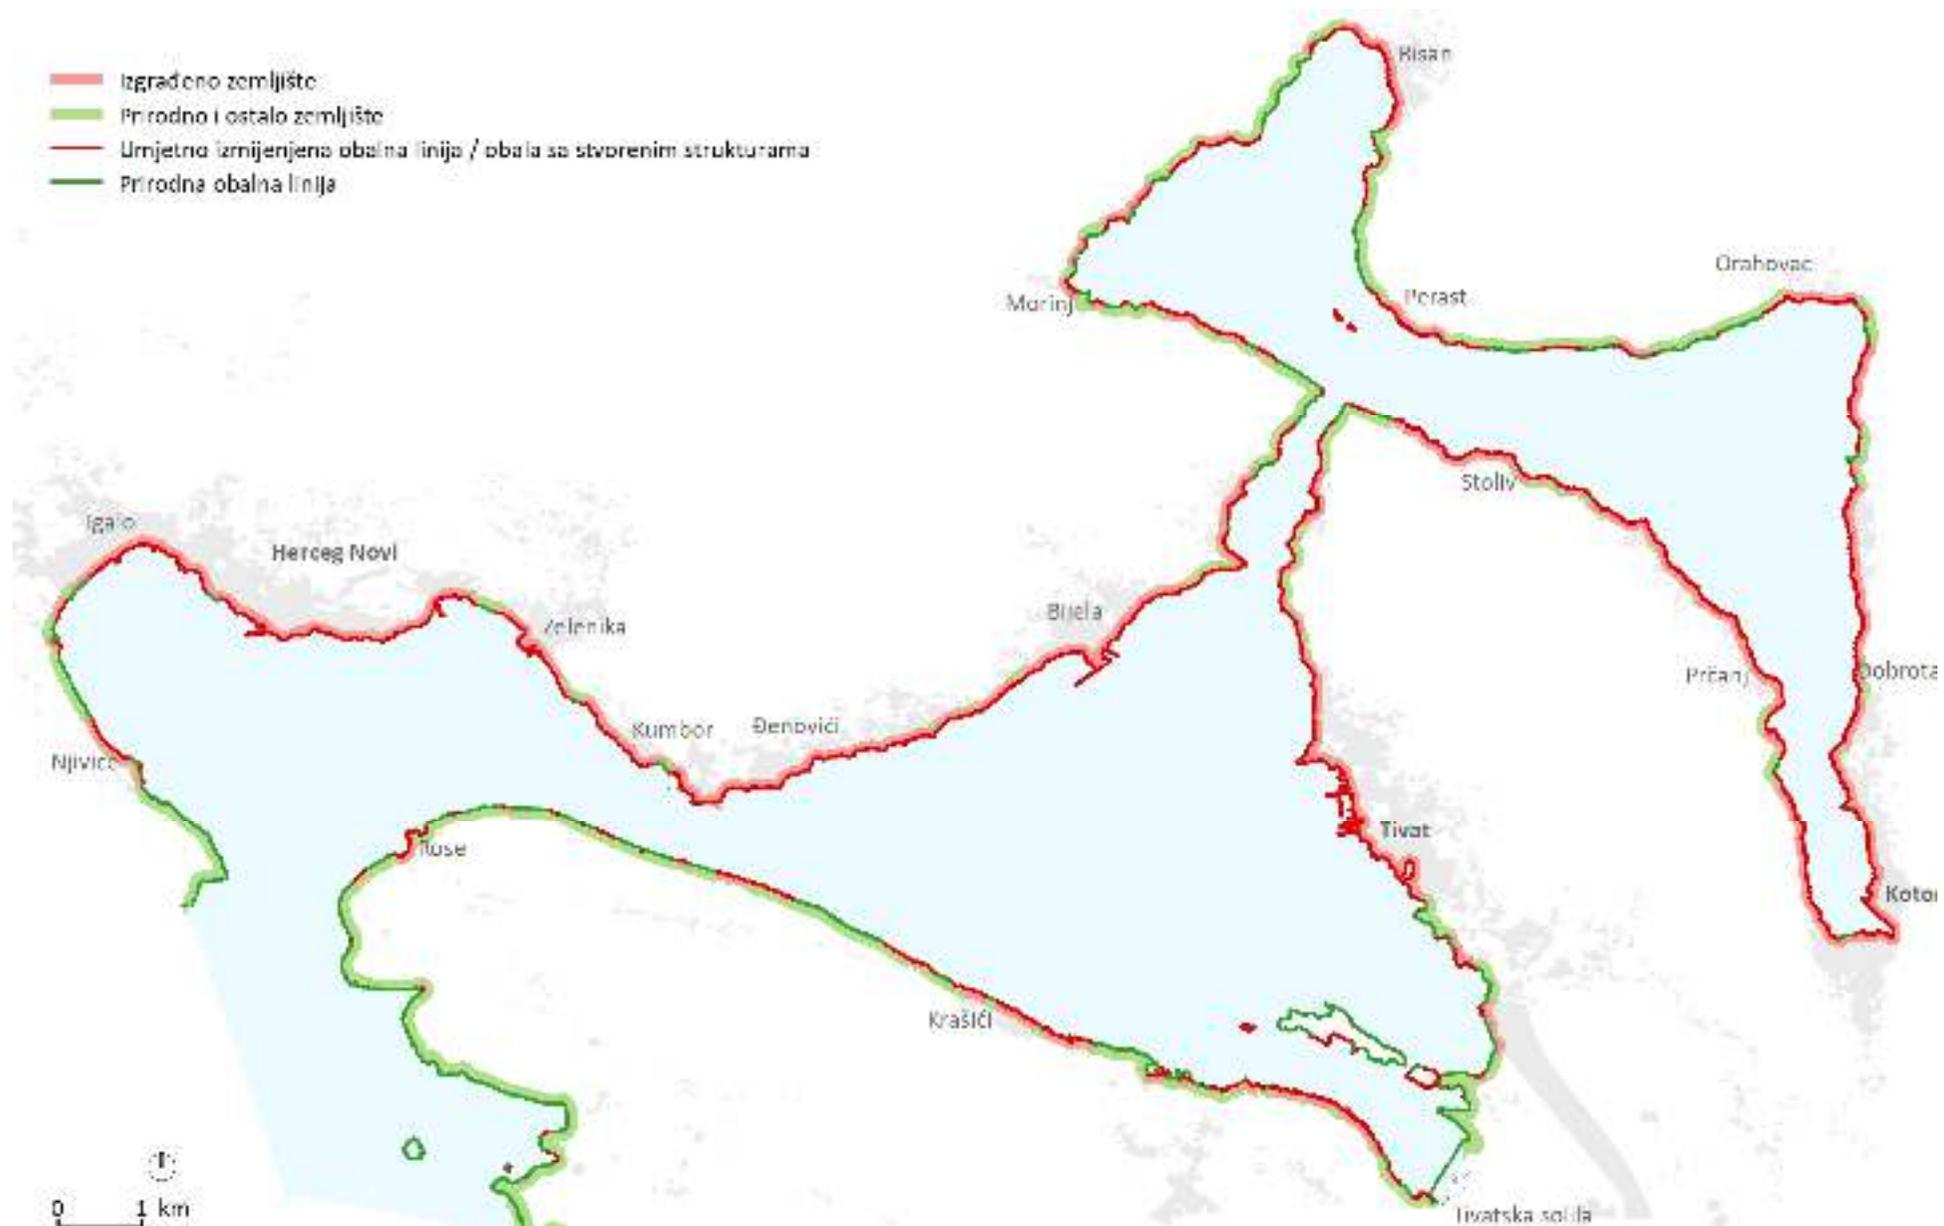 Risan
Izgrađeno zemljište
Prirodno i ostalo zemljište
Umjetno izmijenjena obalna linija / obala sa stvorenim strukturama
Prirodna obalna linija
Orahovac
Morinj
Perast
Stoliv
Igalo
Herceg Novi
Bijela
Zelenika
Prčanj
Dobrota
Kumbor
Đenovići
Njivice
Tivat
Rose
Kotor
Krašići
0 1 km
Tivatska solila